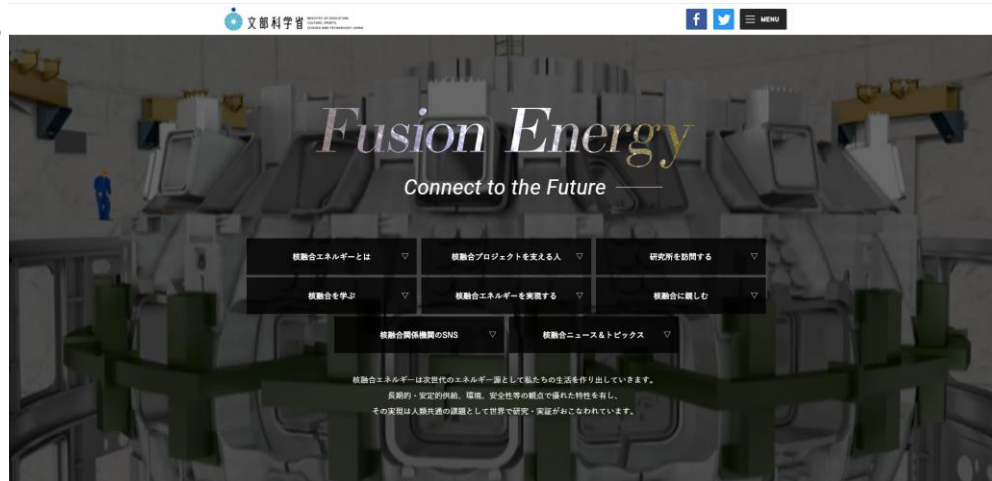 文部科学省
MINISTRY OF EDUCATION,
CULTURE, SPORTS,
SCIENCE AND TECHNOLOGY-JAPAN
f
MENU
Fusion Energy
Connect to the Future
核融合エネルギーとは ▽ 核融合プロジェクトを支える人 ▽ 研究所を訪問する ▽
核融合を学ぶ ▽ 核融合エネルギーを実現する ▽ 核融合に親しむ ▽
核融合関係機関のSNS ▽ 核融合ニュース&トピックス ▽
核融合エネルギーは次世代のエネルギー源として私たちの生活を作り出していきます。
長期的・安定的供給、環境、安全性等の観点で優れた特性を有し、
その実現は人類共通の課題として世界で研究・実証がおこなわれています。